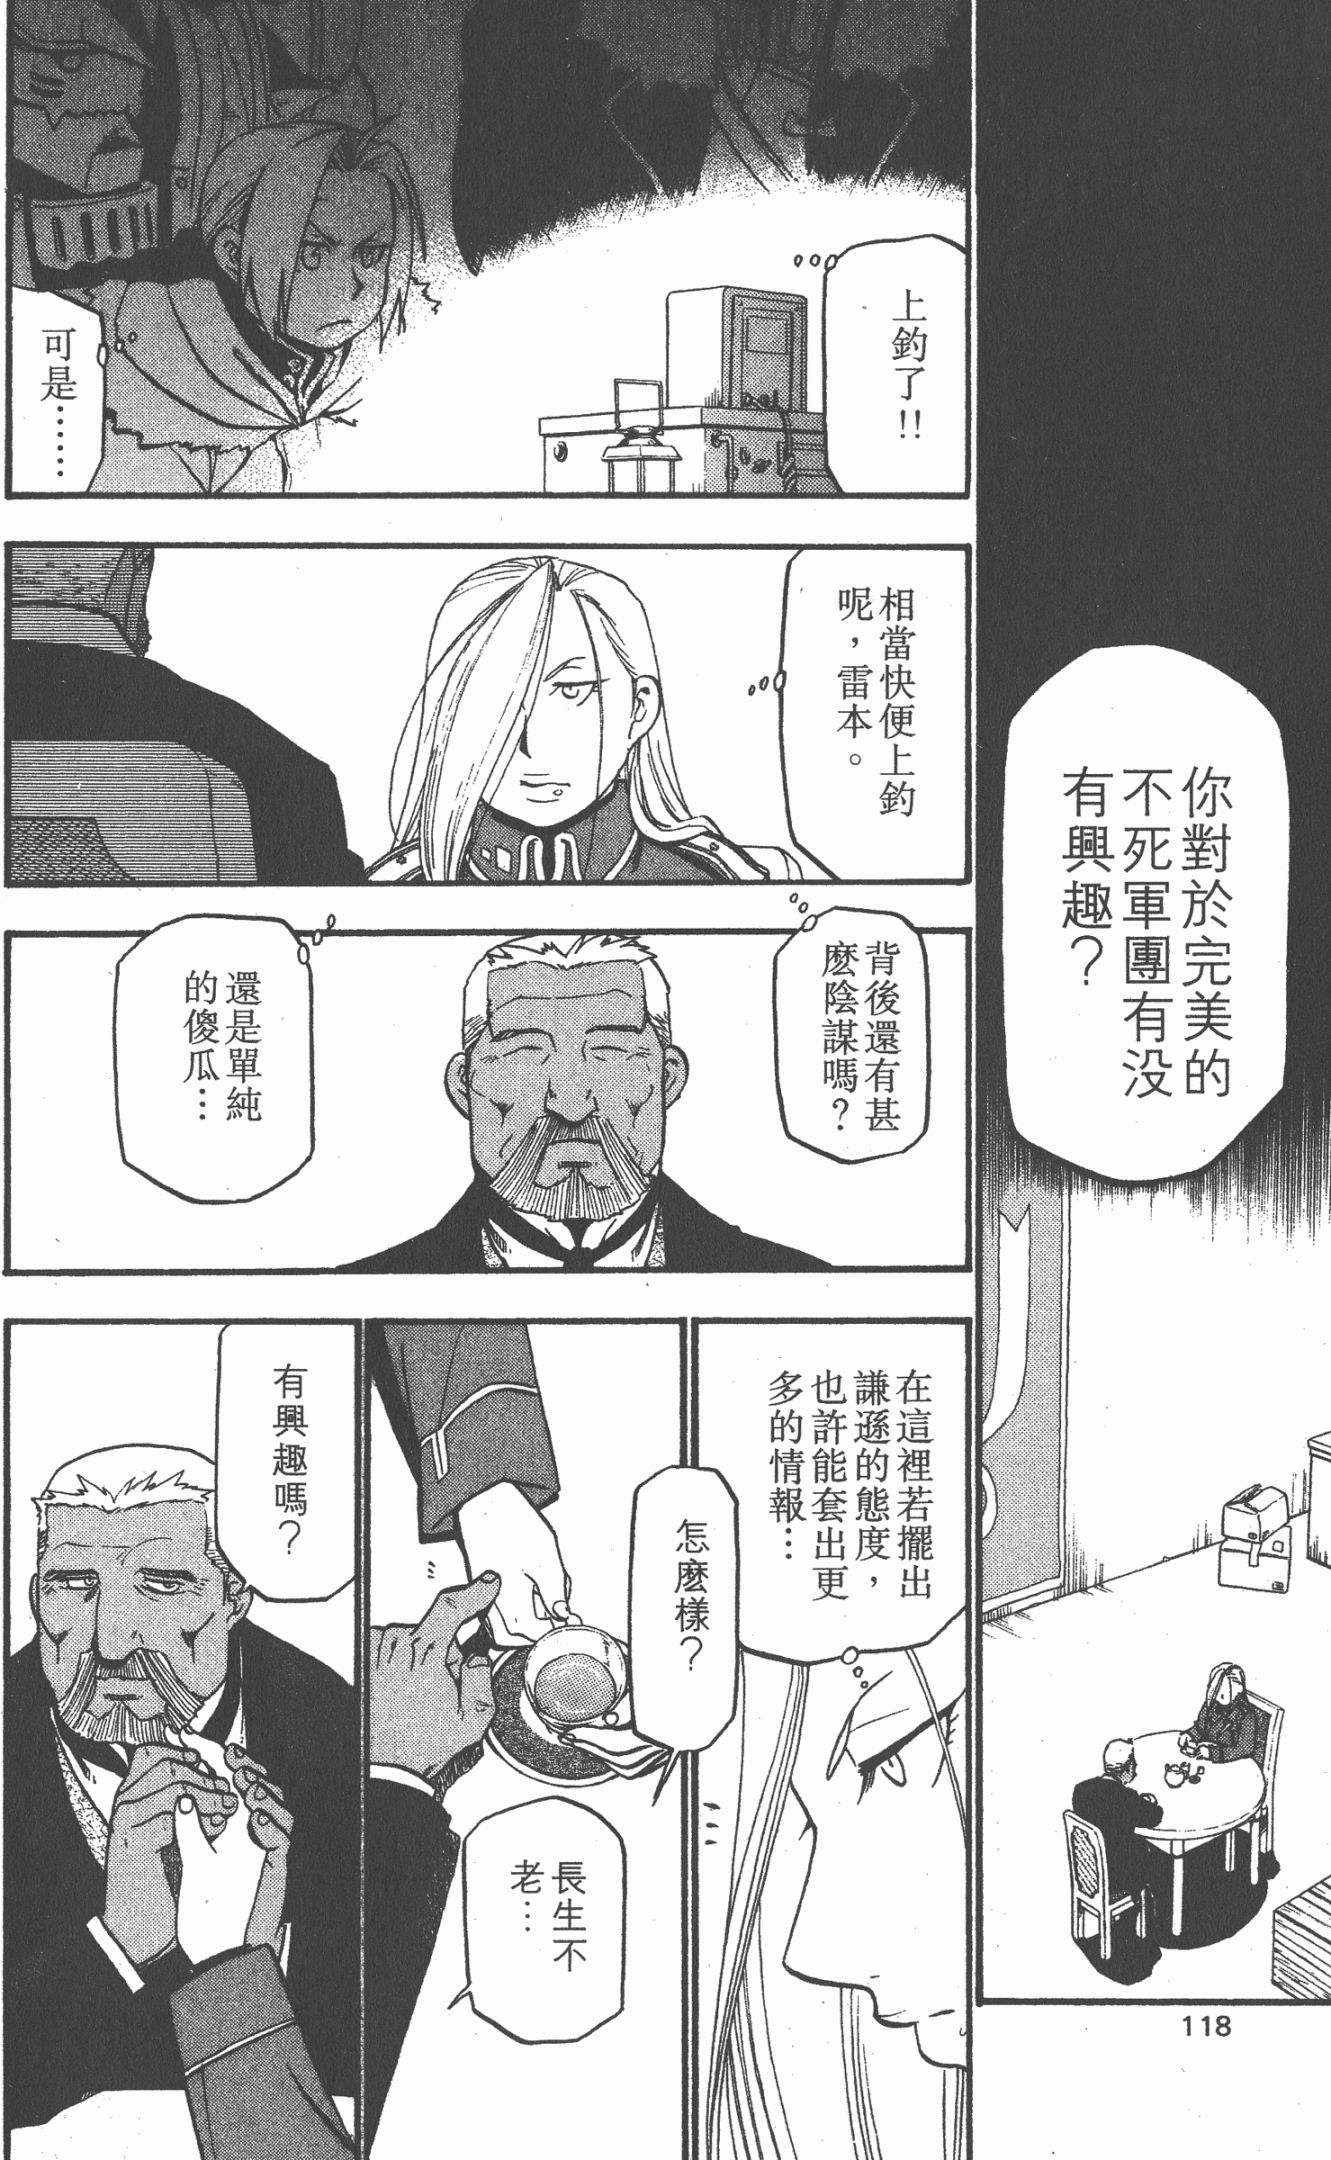 你對於完美的
不死軍團有没
有興趣？
上釣了!!
可是……
相當快便上釣
呢，雷本。
背後還有甚
麼陰謀嗎？
還是單純
的傻瓜…
在這裡若擺出
謙遜的態度，
也許能套出更
多的情報…
怎麼樣？
長生不
老…
有興趣嗎？
118